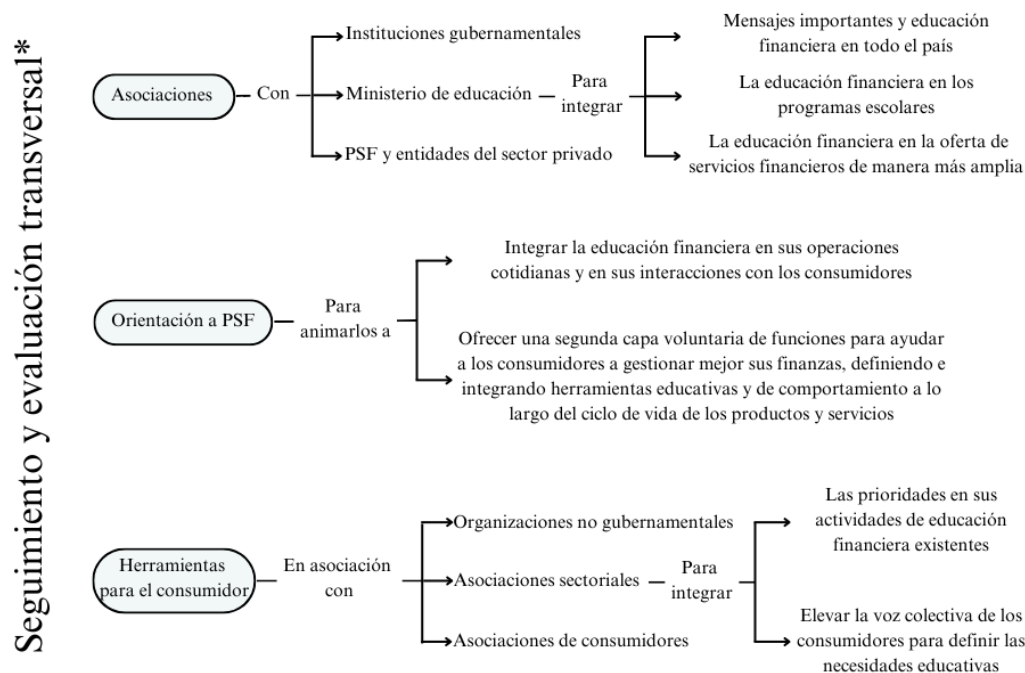 Seguimiento y evaluación transversal*
Asociaciones
Con
Instituciones gubernamentales
Ministerio de educación
PSF y entidades del sector privado
Para
integrar
Mensajes importantes y educación
financiera en todo el país
La educación financiera en los
programas escolares
La educación financiera en la oferta de
servicios financieros de manera más amplia
Orientación a PSF
Para
animarlos a
Integrar la educación financiera en sus operaciones
cotidianas y en sus interacciones con los consumidores
Ofrecer una segunda capa voluntaria de funciones para ayudar
a los consumidores a gestionar mejor sus finanzas, definiendo e
integrando herramientas educativas y de comportamiento a lo
largo del ciclo de vida de los productos y servicios
Herramientas
para el consumidor
En asociación
con
Organizaciones no gubernamentales
Asociaciones sectoriales
Asociaciones de consumidores
Para
integrar
Las prioridades en sus
actividades de educación
financiera existentes
Elevar la voz colectiva de los
consumidores para definir las
necesidades educativas